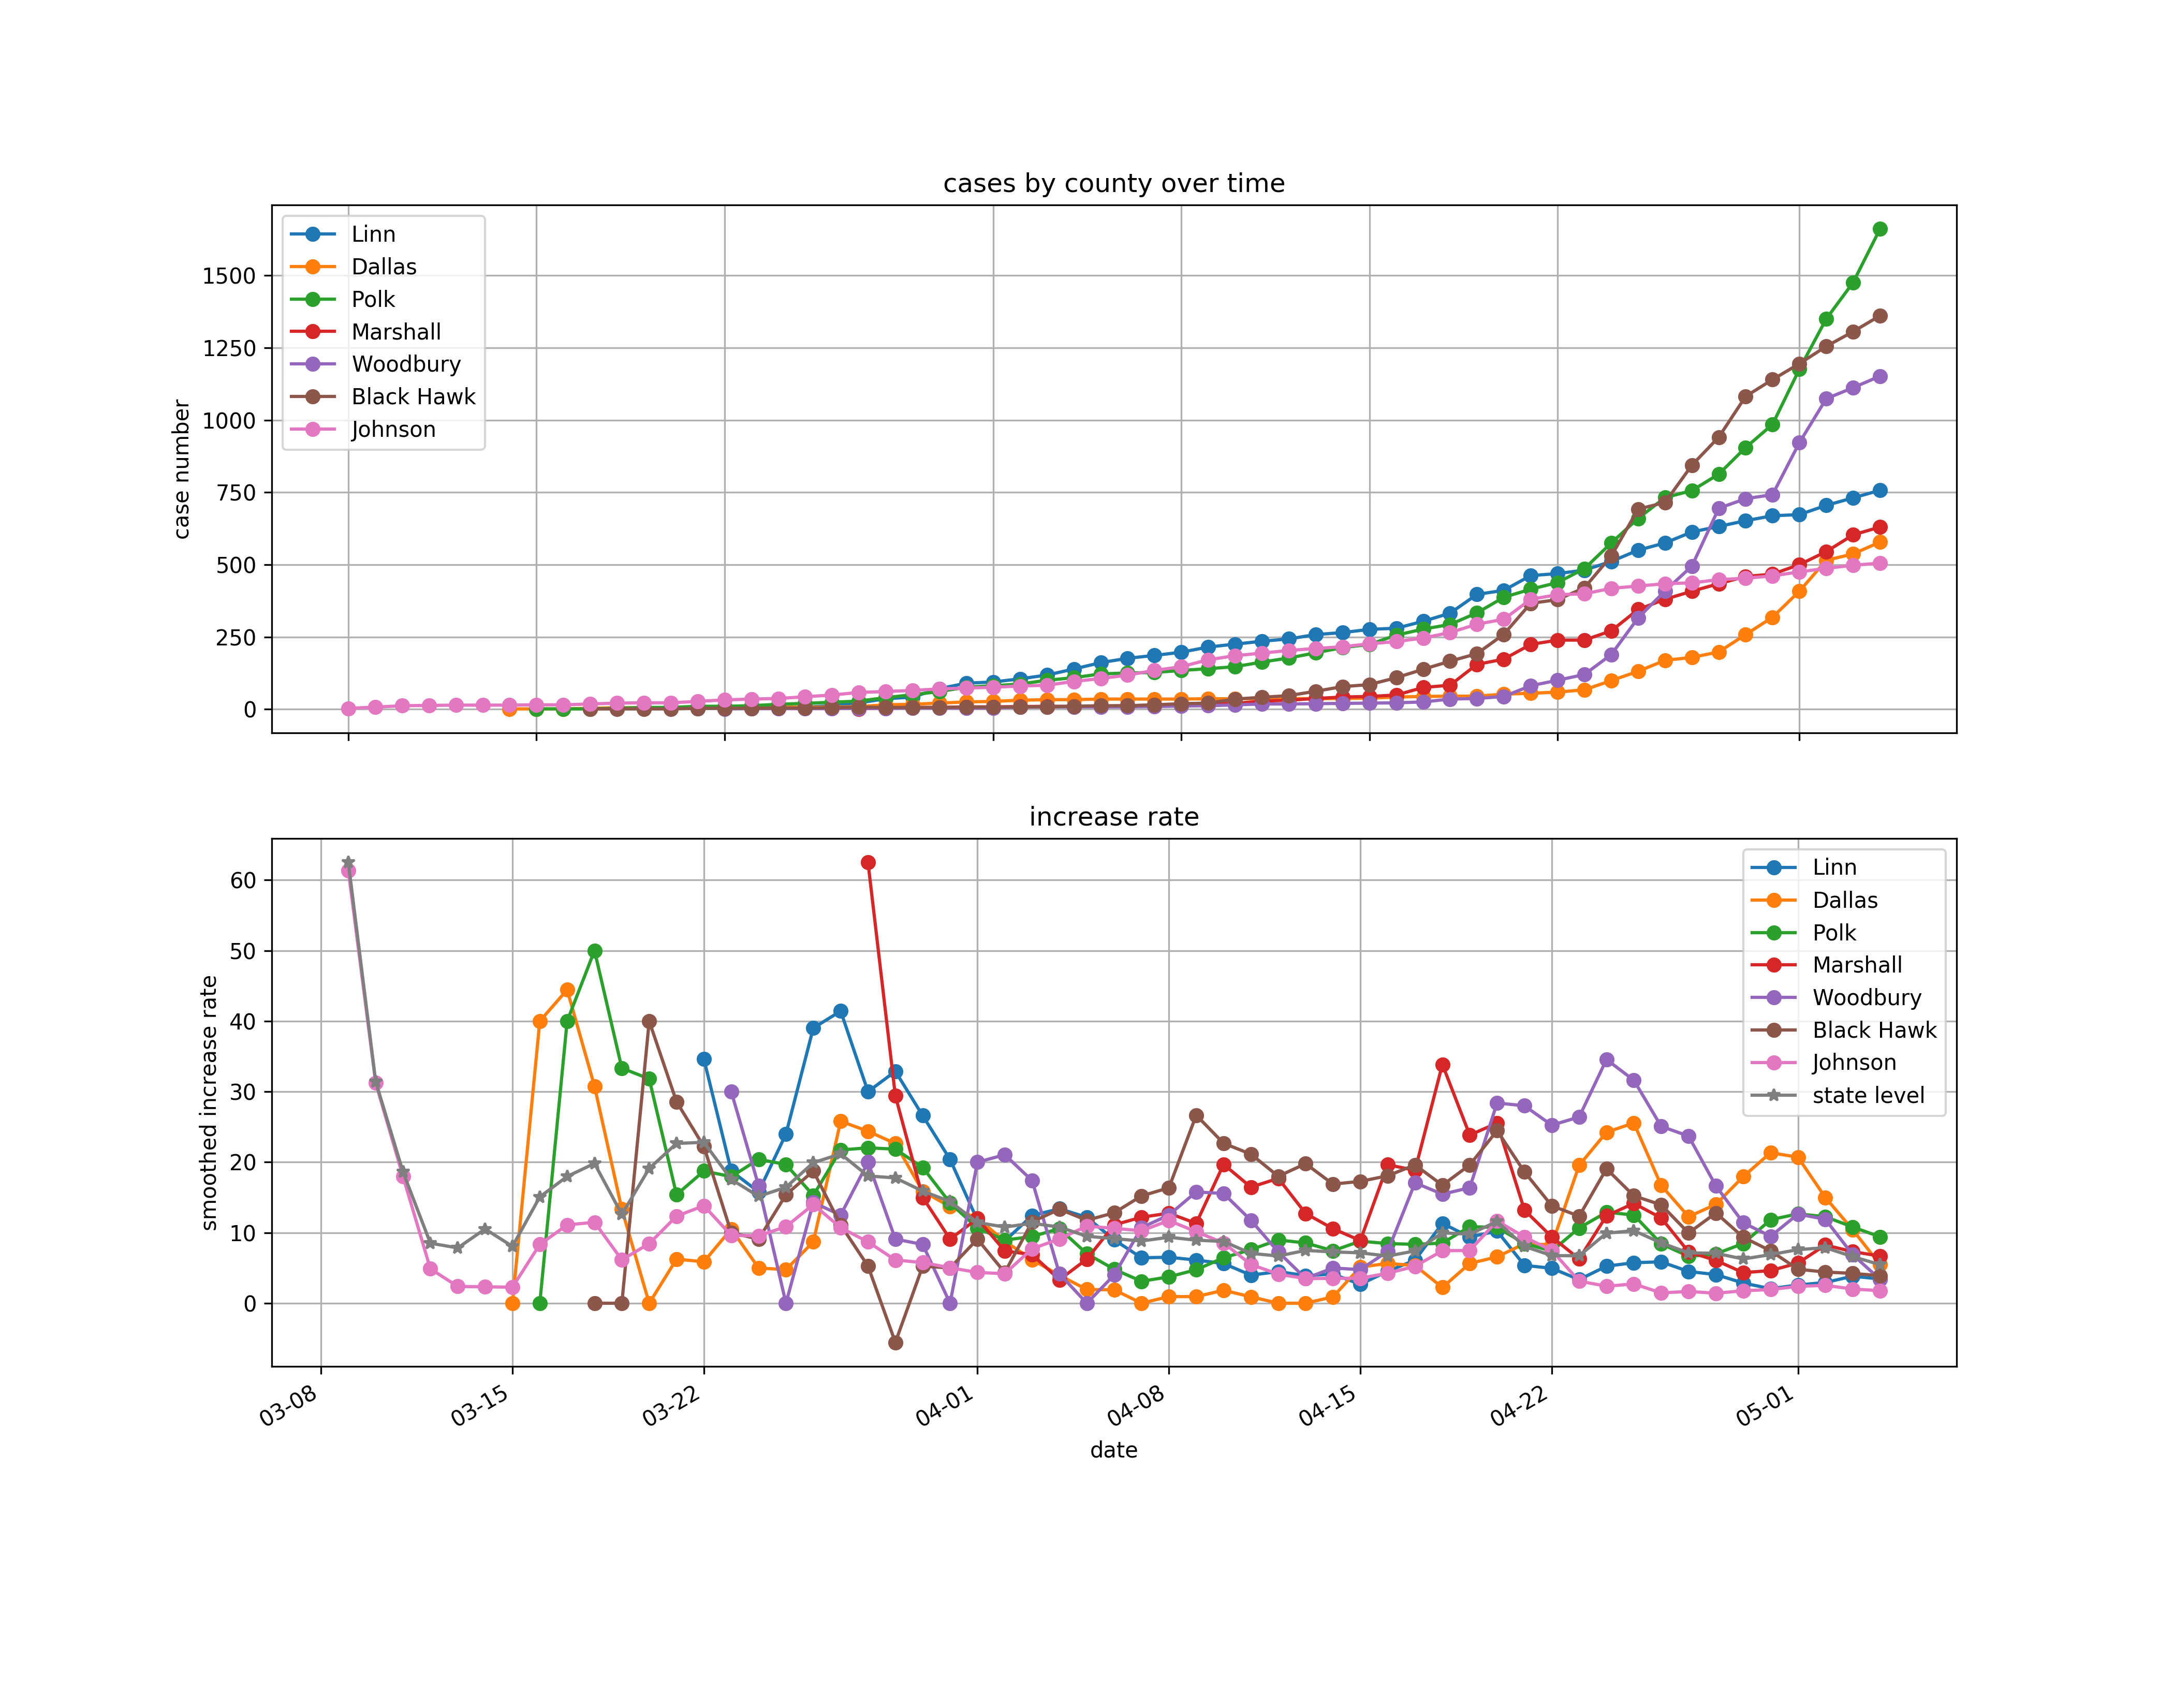 cases by county over time
Linn
Dallas
Polk
Marshall
Woodbury
Black Hawk
Johnson
1500
1250
1000
750
500
250
0
case number
increase rate
Linn
Dallas
Polk
Marshall
Woodbury
Black Hawk
Johnson
state level
60
50
40
30
20
10
0
smoothed increase rate
03-08
03-15
03-22
04-01
04-08
04-15
04-22
05-01
date